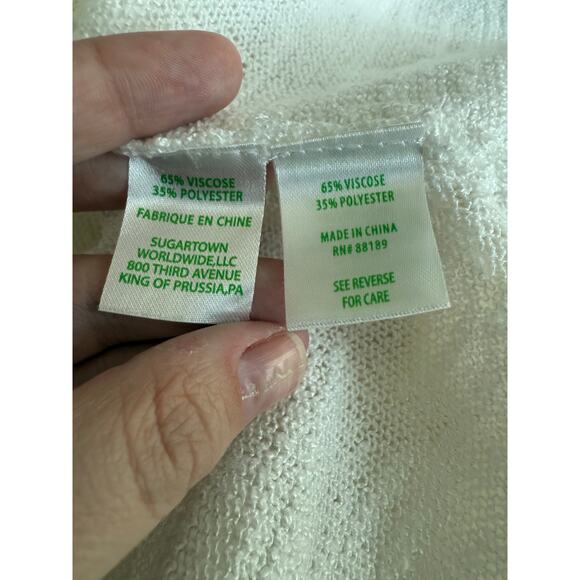 65% VISCOSE
35% POLYESTER
FABRIQUE EN CHINE
SUGARTOWN
WORLDWIDE,LLC
800 THIRD AVENUE
KING OF PRUSSIA,PA
65% VISCOSE
35% POLYESTER
MADE IN CHINA
RN# 88189
SEE REVERSE
FOR CARE